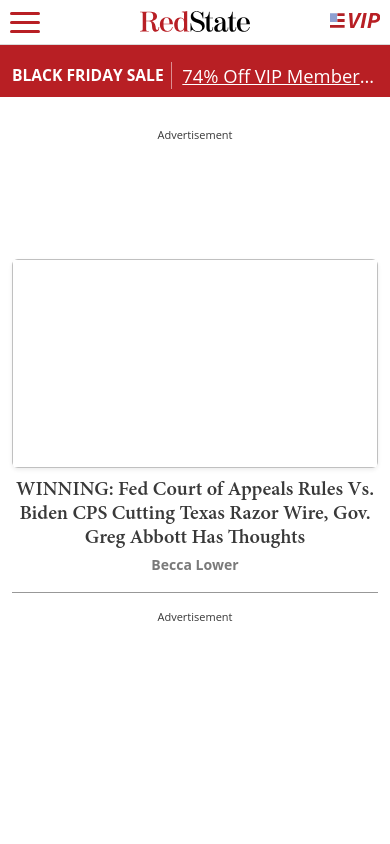 RedState
VIP
BLACK FRIDAY SALE
74% Off VIP Member...
Advertisement
WINNING: Fed Court of Appeals Rules Vs.
Biden CPS Cutting Texas Razor Wire, Gov.
Greg Abbott Has Thoughts
Becca Lower
Advertisement